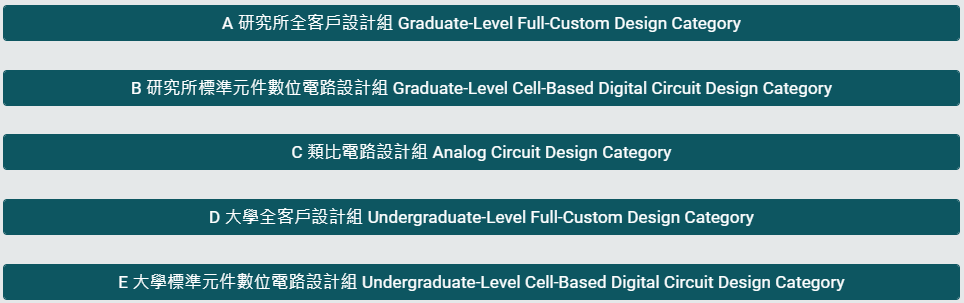 A 研究所全客戶設計組 Graduate-Level Full-Custom Design Category
B 研究所標準元件數位電路設計組 Graduate-Level Cell-Based Digital Circuit Design Category
C 類比電路設計組 Analog Circuit Design Category
D 大學全客戶設計組 Undergraduate-Level Full-Custom Design Category
E 大學標準元件數位電路設計組 Undergraduate-Level Cell-Based Digital Circuit Design Category